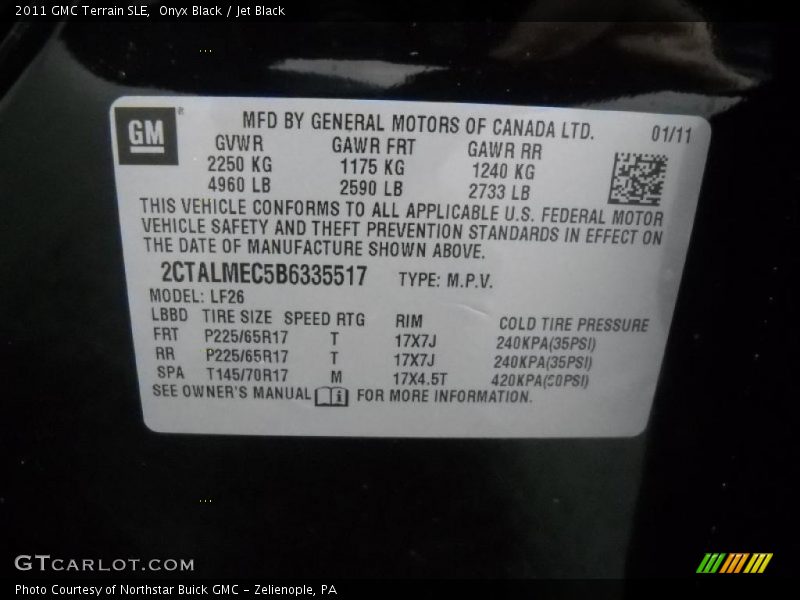 2011 GMC Terrain SLE, Onyx Black / Jet Black
GM ®
MFD BY GENERAL MOTORS OF CANADA LTD. 01/11
GVWR GAWR FRT GAWR RR
2250 KG 1175 KG 1240 KG
4960 LB 2590 LB 2733 LB
THIS VEHICLE CONFORMS TO ALL APPLICABLE U.S. FEDERAL MOTOR
VEHICLE SAFETY AND THEFT PREVENTION STANDARDS IN EFFECT ON
THE DATE OF MANUFACTURE SHOWN ABOVE.
2CTALMEC5B6335517 TYPE: M.P.V.
MODEL: LF26
LBBD TIRE SIZE SPEED RTG RIM COLD TIRE PRESSURE
FRT P225/65R17 T 17X7J 240KPA(35PSI)
RR P225/65R17 T 17X7J 240KPA(35PSI)
SPA T145/70R17 M 17X4.5T 420KPA(60PSI)
SEE OWNER'S MANUAL FOR MORE INFORMATION.
GTCARLOT.COM
Photo Courtesy of Northstar Buick GMC - Zelienople, PA